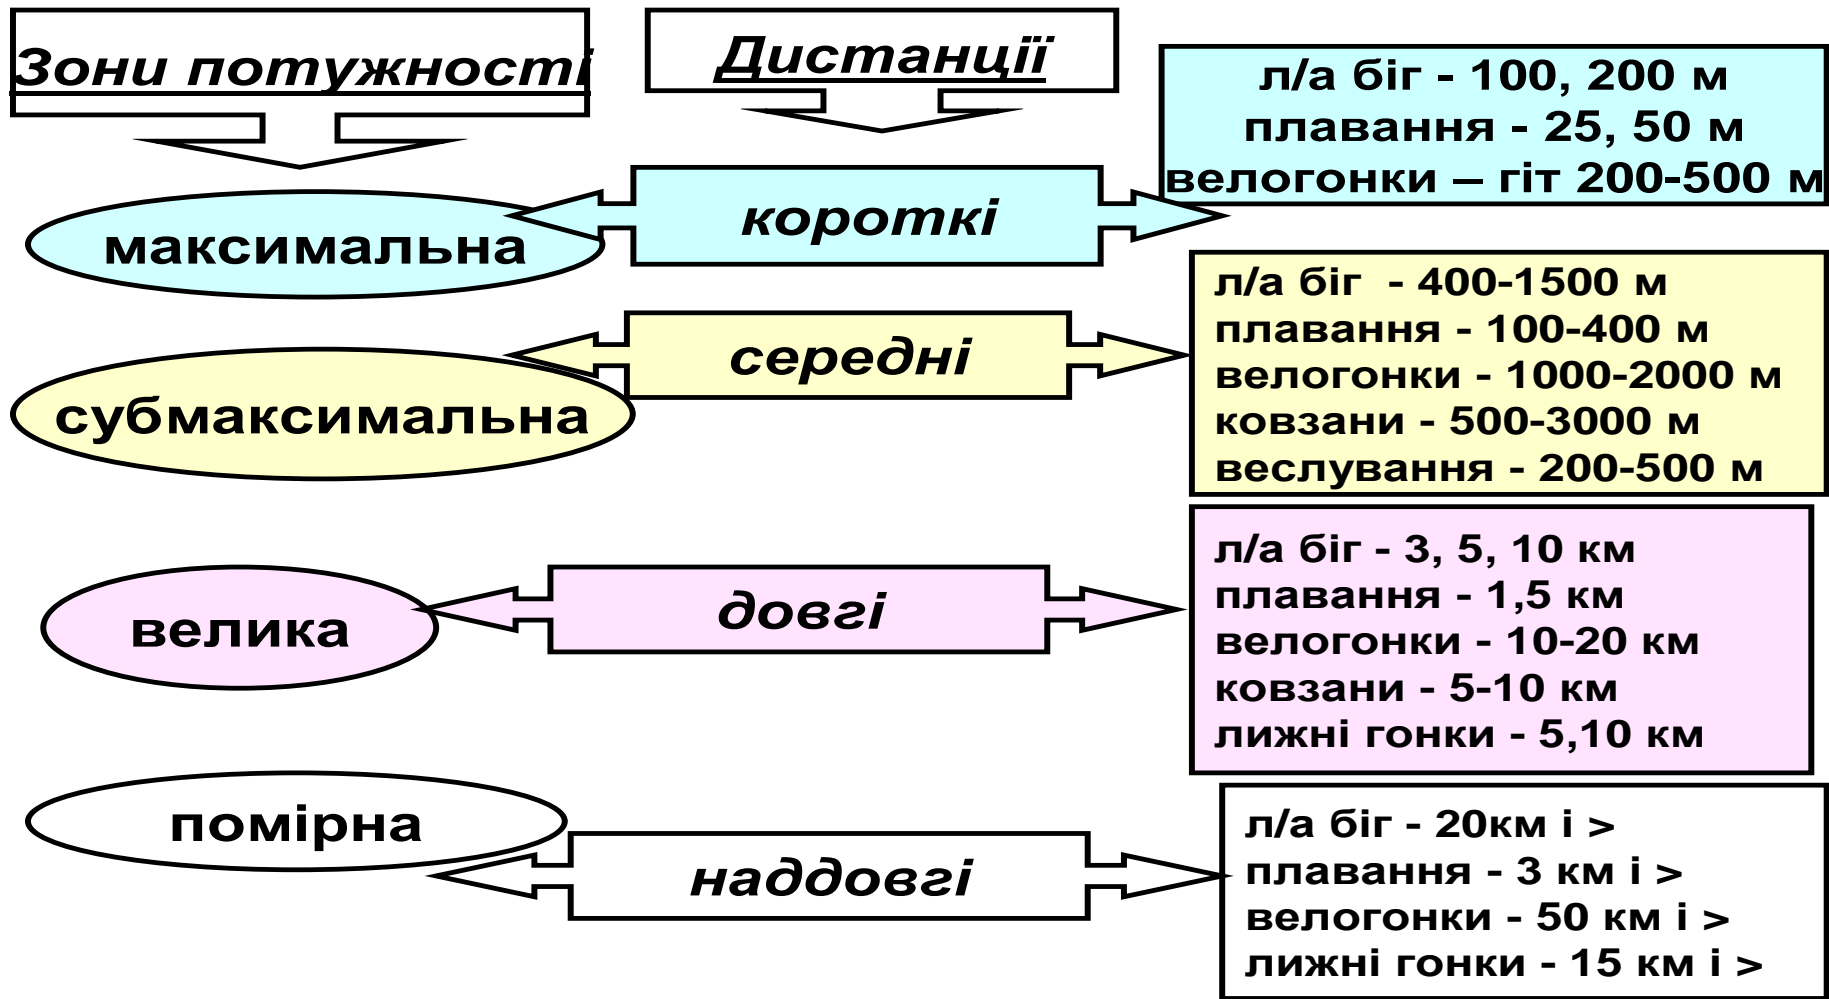 Зони потужності
Дистанції
л/а біг - 100, 200 м
плавання - 25, 50 м
велогонки – гіт 200-500 м
короткі
максимальна
л/а біг - 400-1500 м
плавання - 100-400 м
велогонки - 1000-2000 м
ковзани - 500-3000 м
веслування - 200-500 м
середні
субмаксимальна
л/а біг - 3, 5, 10 км
плавання - 1,5 км
велогонки - 10-20 км
ковзани - 5-10 км
лижні гонки - 5,10 км
довгі
велика
помірна
наддовгі
л/а біг - 20км і >
плавання - 3 км і >
велогонки - 50 км і >
лижні гонки - 15 км і >